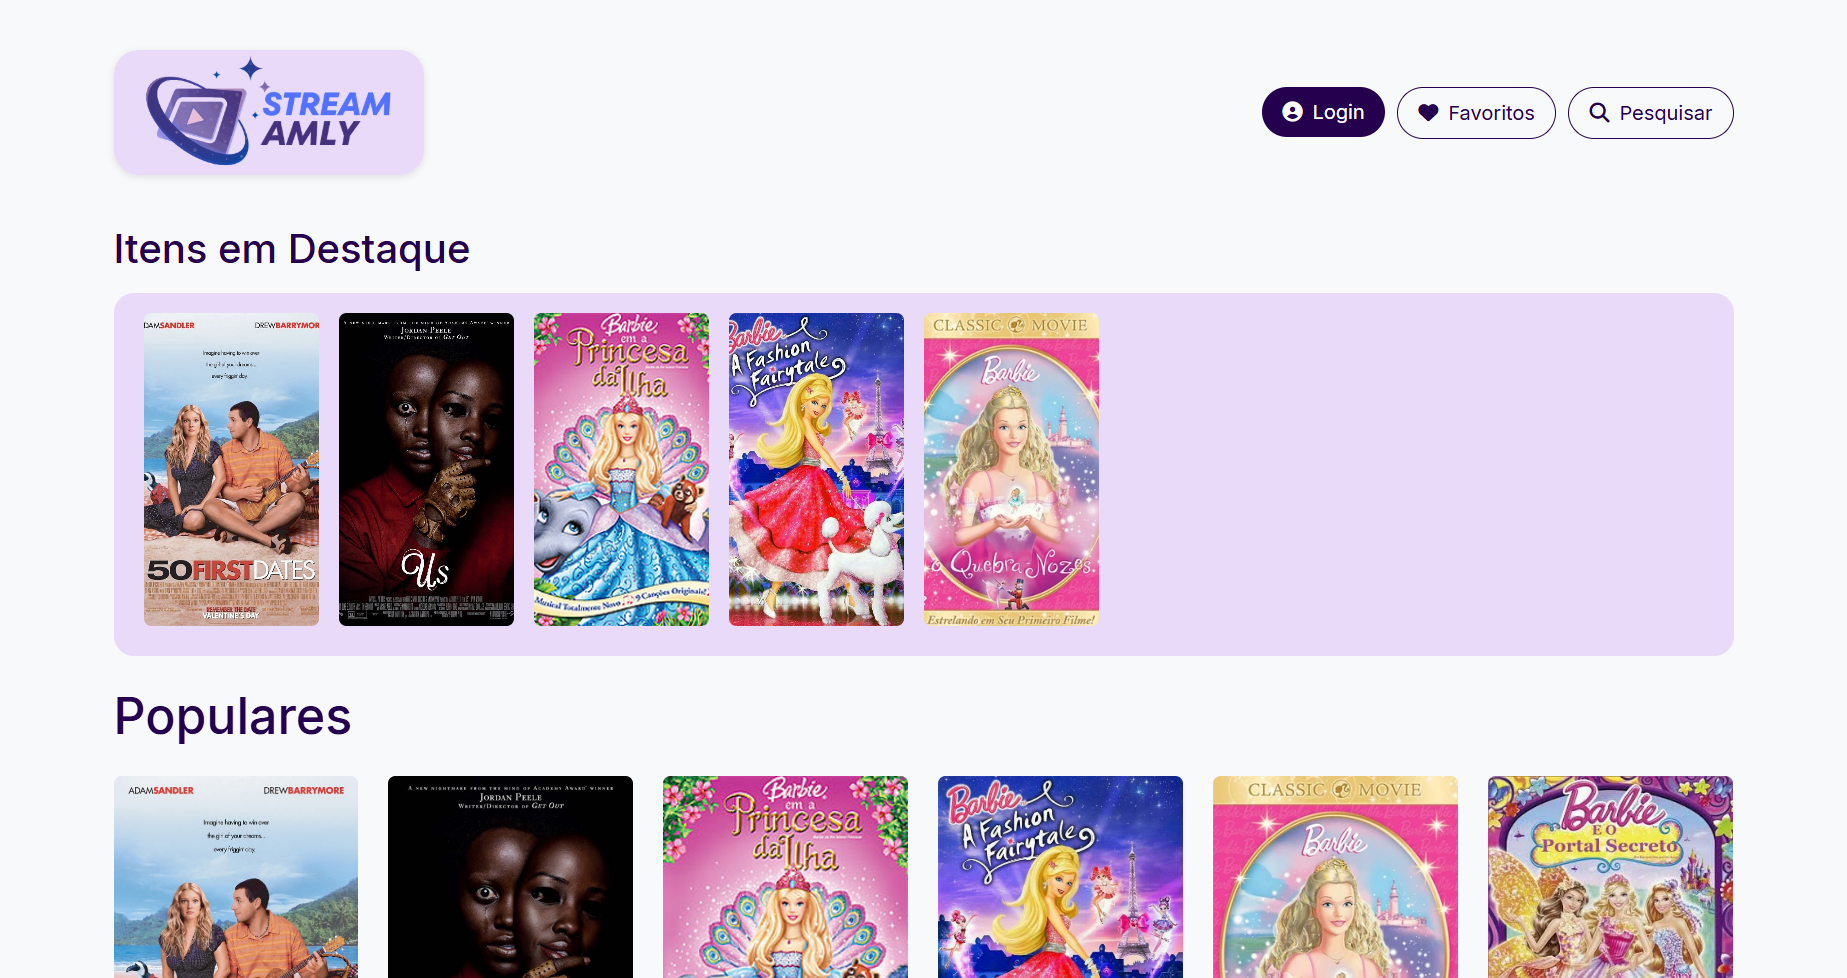 STREAM
AMLY
Login
Favoritos
Pesquisar
Itens em Destaque
DAMSANDLER
DREWBARRYMOR
Imagine having to win over
the girl of your dreams...
every friggin' day.
50FIRSTDATES
REMEMBER THE DATE
VALENTINE'S DAY
JORDAN PEELE
WRITER/DIRECTOR OF GET OUT
Us
Barbie
em a
Princesa
da Ilha
Musical Totalmente Novo
9 Canções Originais!
Barbie
A Fashion
Fairytale
CLASSIC MOVIE
Barbie
o Quebra Nozes
Estrelando em Seu Primeiro Filme!
Populares
ADAMSANDLER
DREWBARRYMORE
Imagine having to win over
the girl of your dreams...
every friggin' day.
A NEW NIGHTMARE FROM THE MIND OF ACADEMY AWARD WINNER
JORDAN PEELE
WRITER/DIRECTOR OF GET OUT
Barbie
em a
Princesa
da Ilha
Barbie
A Fashion
Fairytale
CLASSIC MOVIE
Barbie
Barbie
E O
Portal Secreto